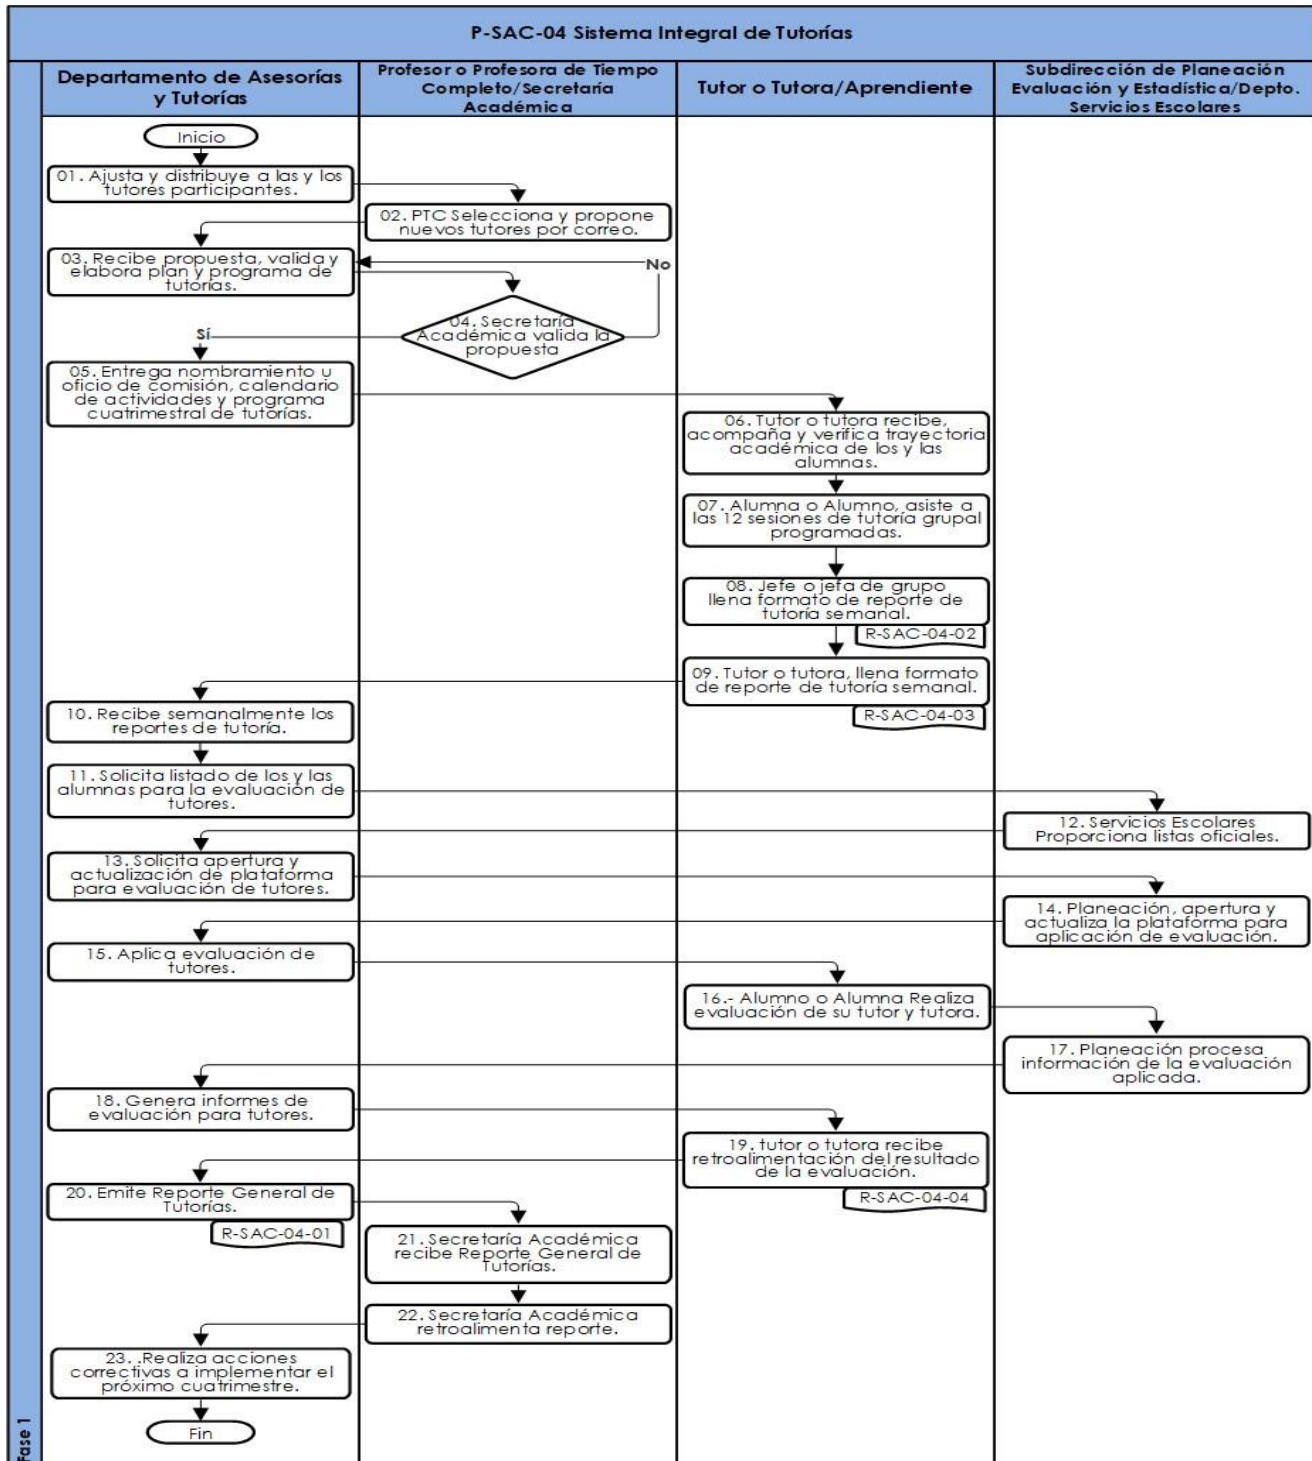 P-SAC-04 Sistema Integral de Tutorías
Departamento de Asesorías
y Tutorías
Profesor o Profesora de Tiempo
Completo/Secretaría
Académica
Tutor o Tutora/Aprendiente
Subdirección de Planeación
Evaluación y Estadística/Depto.
Servicios Escolares
Inicio
01. Ajusta y distribuye a las y los
tutores participantes.
02. PTC Selecciona y propone
nuevos tutores por correo.
03. Recibe propuesta, valida y
elabora plan y programa de
tutorías.
No
04. Secretaría
Académica valida la
propuesta
Sí
05. Entrega nombramiento u
oficio de comisión, calendario
de actividades y programa
cuatrimestral de tutorías.
06. Tutor o tutora recibe,
acompaña y verifica trayectoria
académica de los y las
alumnas.
07. Alumna o Alumno, asiste a
las 12 sesiones de tutoría grupal
programadas.
08. Jefe o jefa de grupo
llena formato de reporte de
tutoría semanal.
R-SAC-04-02
09. Tutor o tutora, llena formato
de reporte de tutoría semanal.
R-SAC-04-03
10. Recibe semanalmente los
reportes de tutoría.
11. Solicita listado de los y las
alumnas para la evaluación de
tutores.
12. Servicios Escolares
Proporciona listas oficiales.
13. Solicita apertura y
actualización de plataforma
para evaluación de tutores.
14. Planeación, apertura y
actualiza la plataforma para
aplicación de evaluación.
15. Aplica evaluación de
tutores.
16.- Alumno o Alumna Realiza
evaluación de su tutor y tutora.
17. Planeación procesa
información de la evaluación
aplicada.
18. Genera informes de
evaluación para tutores.
19. tutor o tutora recibe
retroalimentación del resultado
de la evaluación.
R-SAC-04-04
20. Emite Reporte General de
Tutorías.
R-SAC-04-01
21. Secretaría Académica
recibe Reporte General de
Tutorías.
22. Secretaría Académica
retroalimenta reporte.
23. .Realiza acciones
correctivas a implementar el
próximo cuatrimestre.
Fin
Fase 1